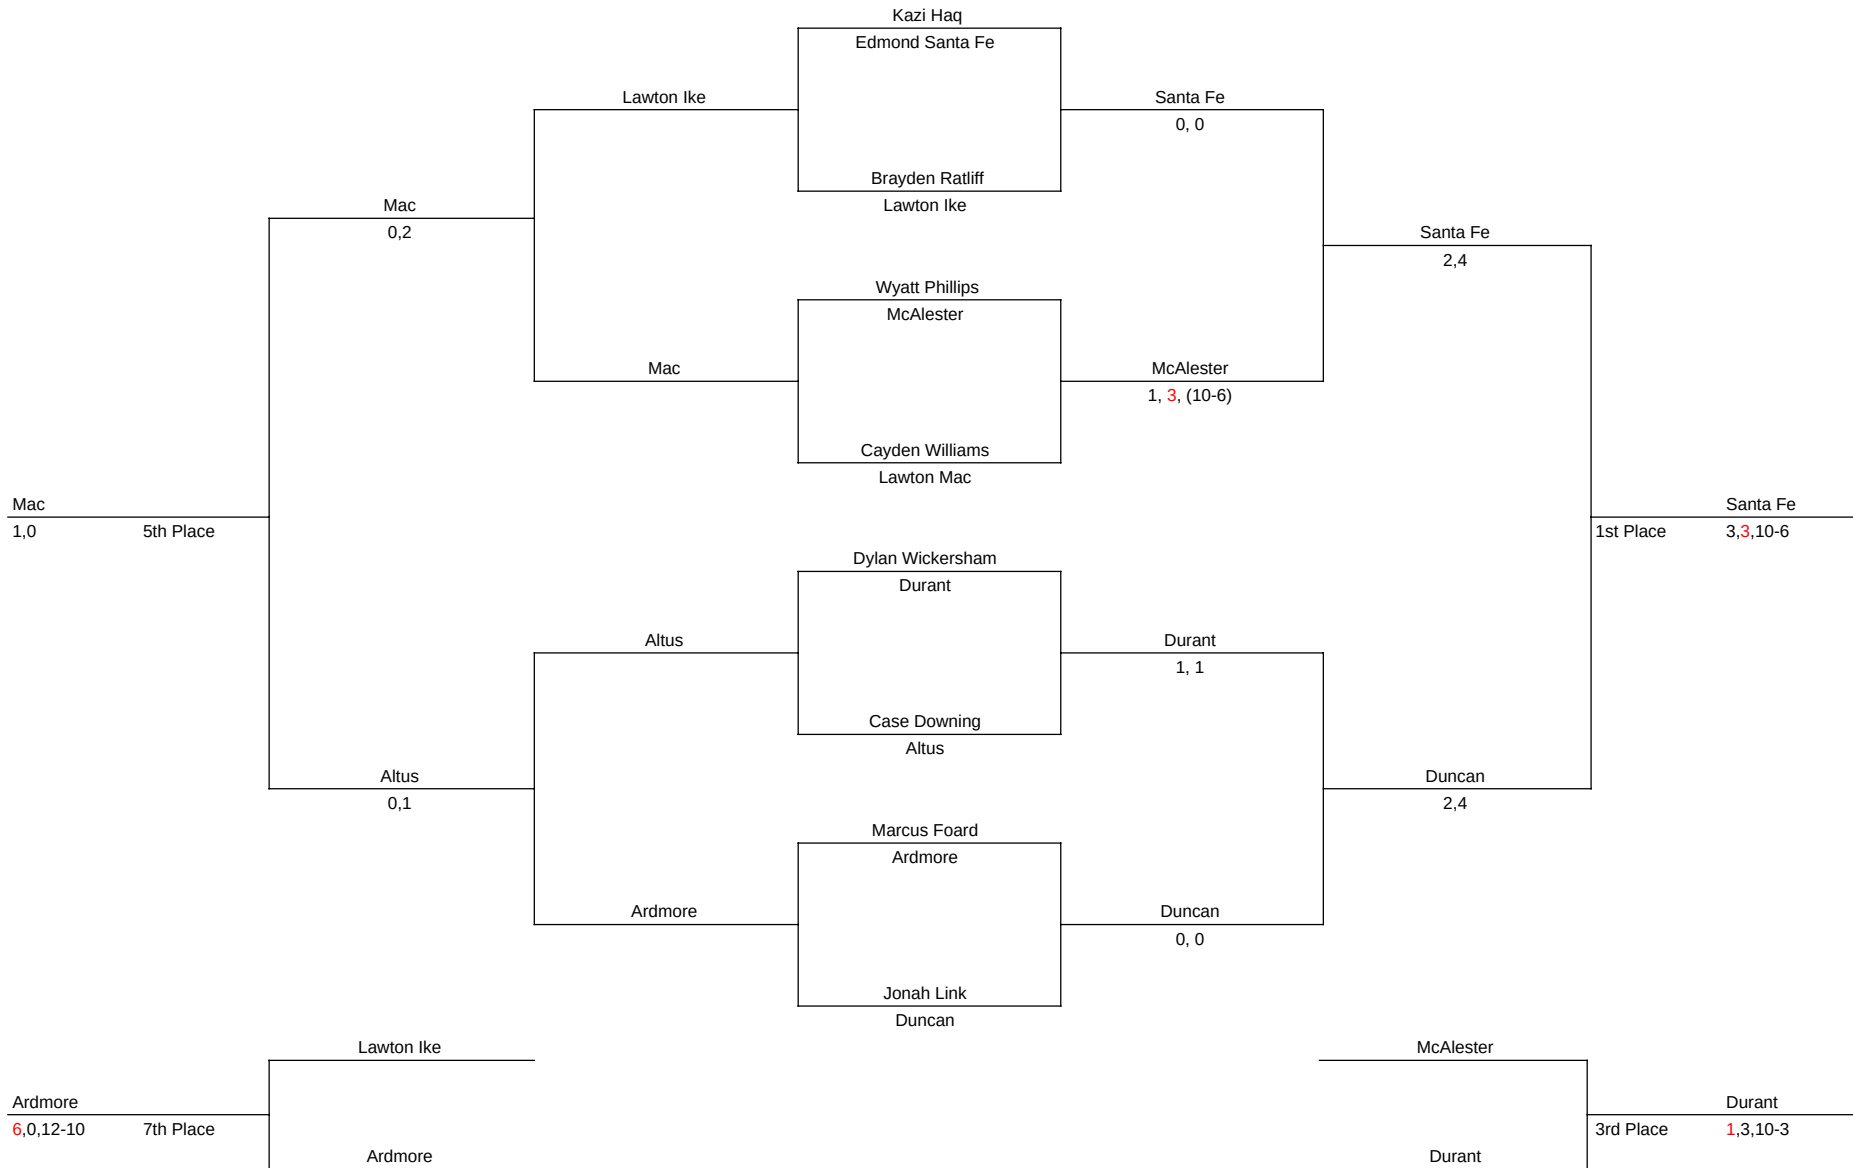 Kazi Haq
Edmond Santa Fe
Lawton Ike
Santa Fe
0, 0
Brayden Ratliff
Lawton Ike
Mac
0,2
Santa Fe
2,4
Wyatt Phillips
McAlester
Mac
McAlester
1, 3, (10-6)
Cayden Williams
Lawton Mac
Mac
1,0
5th Place
Santa Fe
1st Place
3,3,10-6
Dylan Wickersham
Durant
Altus
Durant
1, 1
Case Downing
Altus
Altus
0,1
Duncan
2,4
Marcus Foard
Ardmore
Ardmore
Duncan
0, 0
Jonah Link
Duncan
Lawton Ike
McAlester
Ardmore
6,0,12-10
7th Place
Durant
3rd Place
1,3,10-3
Ardmore
Durant